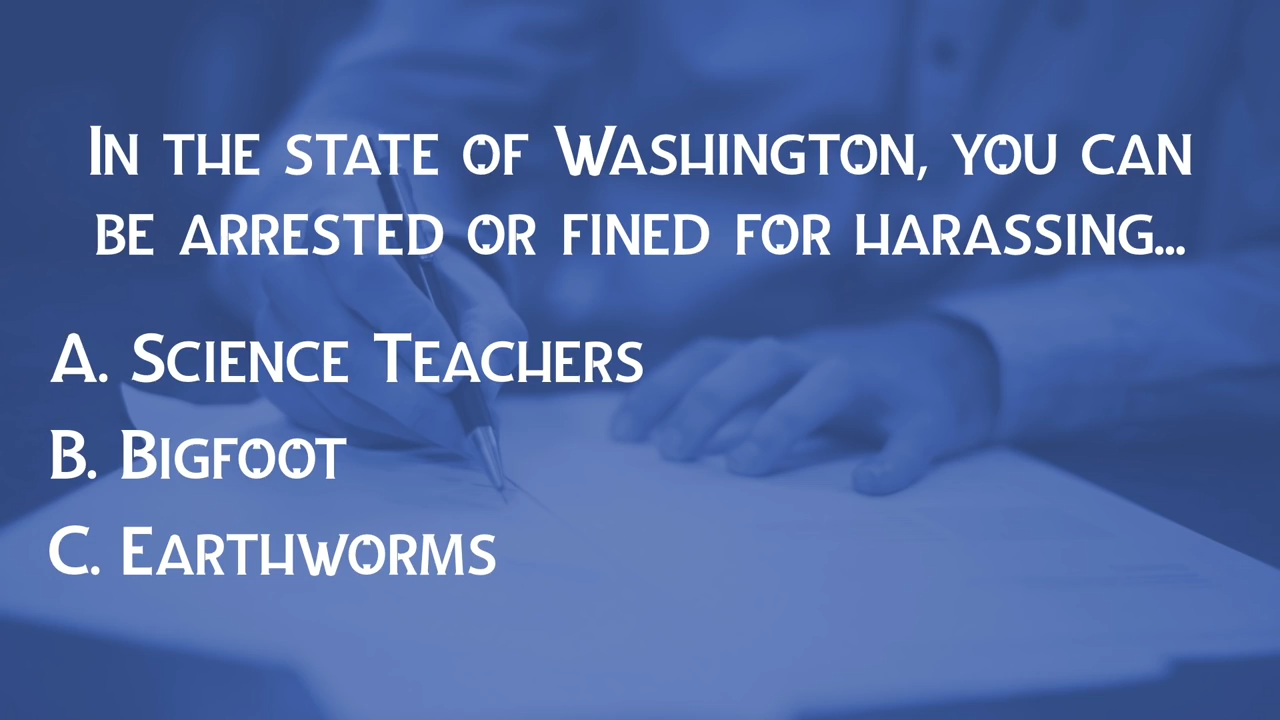 In the state of Washington, you can
be arrested or fined for harassing...
A. Science Teachers
B. Bigfoot
C. Earthworms